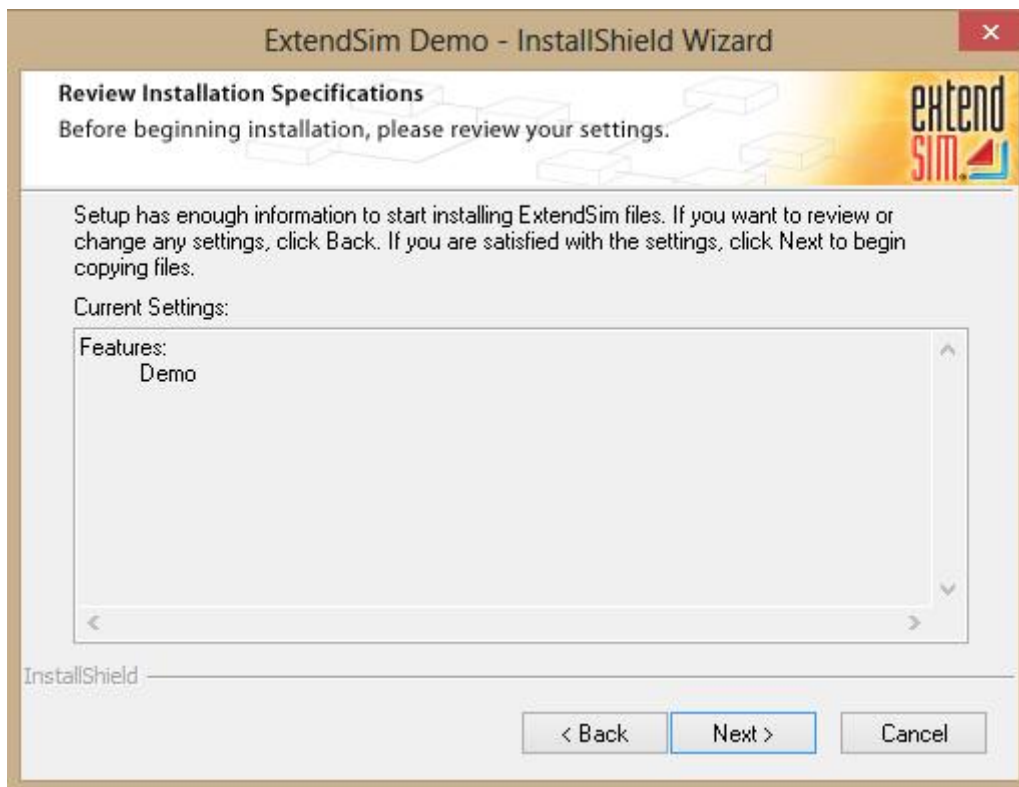 ExtendSim Demo - InstallShield Wizard
Review Installation Specifications
Before beginning installation, please review your settings.
extend
SIM.
Setup has enough information to start installing ExtendSim files. If you want to review or
change any settings, click Back. If you are satisfied with the settings, click Next to begin
copying files.
Current Settings:
Features:
Demo
InstallShield
< Back
Next >
Cancel